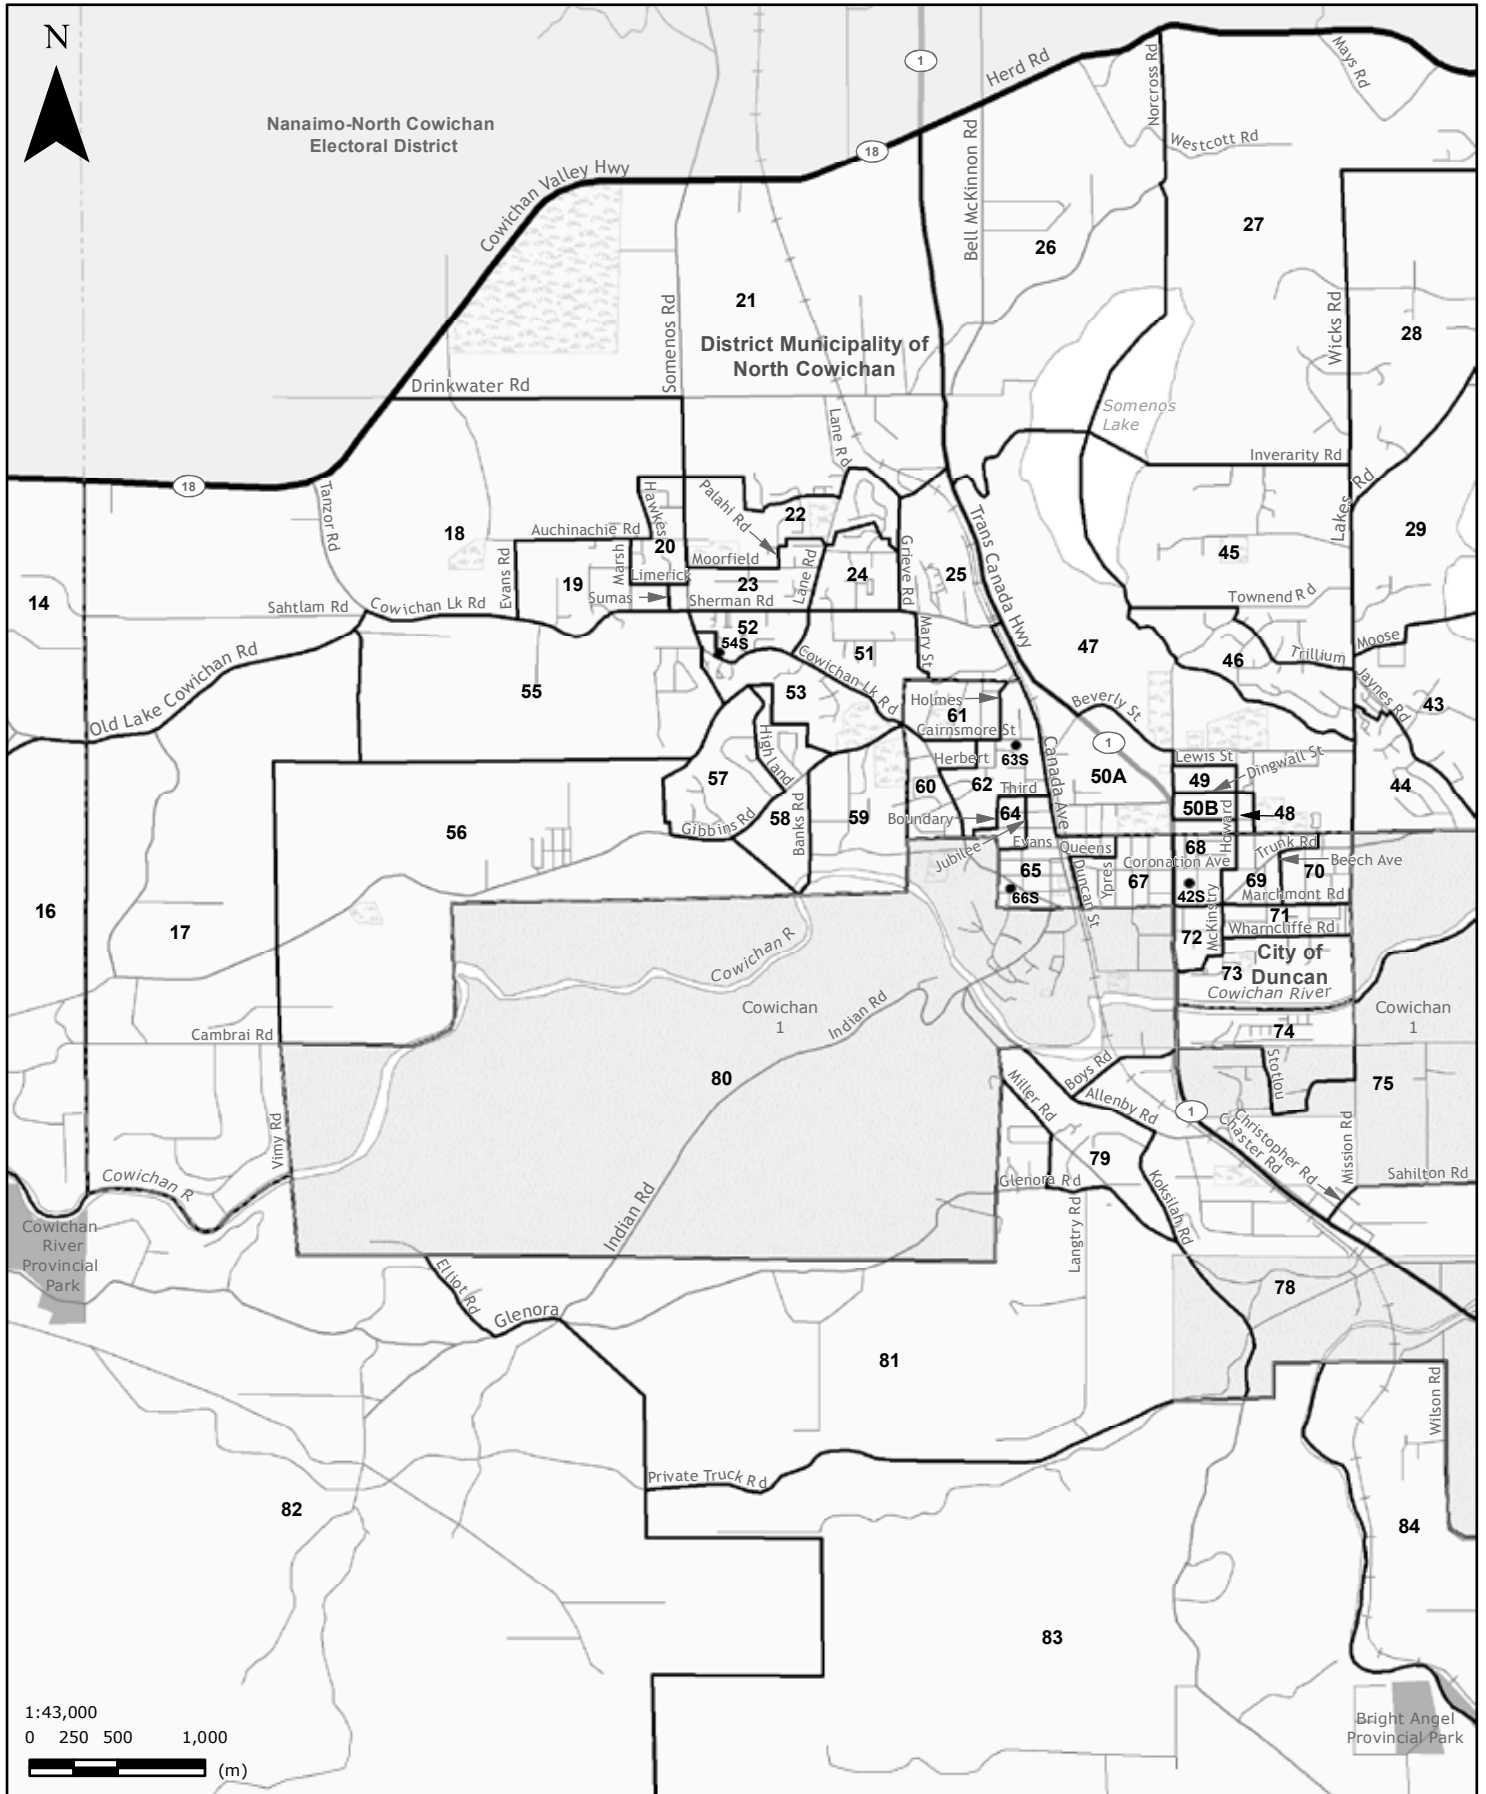 N
1
Herd Rd
Mays Rd
Norcross Rd
Nanaimo-North Cowichan
Electoral District
18
Westcott Rd
Bell McKinnon Rd
Cowichan Valley Hwy
27
26
21
Somenos Rd
Wicks Rd
28
District Municipality of
North Cowichan
Drinkwater Rd
Somenos
Lake
Lane Rd
Inverarity Rd
18
Tanzor Rd
Hawkes
Palahi Rd
22
Lakes Rd
Trans Canada Hwy
18
Auchinachie Rd
20
29
Evans Rd
Marsh
Moorfield
Grieve Rd
45
14
19
Limerick
23
Lane Rd
24
25
Sumas
Sherman Rd
Townend Rd
Sahtlam Rd
Cowichan Lk Rd
52
54S
51
Mary St
47
46
Trillium
Moose
Old Lake Cowichan Rd
55
53
Cowichan Lk Rd
Holmes
61
Beverly St
Jaynes Rd
43
Cairnsmore St
Highland
1
Herbert
63S
Canada Ave
Lewis St
Dingwall St
57
60
62
Third
50A
49
44
58
59
Boundary
64
50B
Howard
48
56
Gibbins Rd
Banks Rd
Jubilee
Evans
Queens
68
Trunk Rd
Coronation Ave
Beech Ave
65
Duncan St
Ypres
67
69
70
66S
42S
Marchmont Rd
16
17
71
72
McKinstry
Wharncliffe Rd
City of
Duncan
73
Cowichan R
Cowichan River
Cowichan
1
Indian Rd
Cowichan
1
74
Cambrai Rd
80
Boys Rd
Stotlou
75
Miller Rd
Allenby Rd
1
Christopher Rd
Chaster Rd
Vimy Rd
79
Mission Rd
Sahilton Rd
Cowichan R
Glenora Rd
Koksilah Rd
Indian Rd
Langtry Rd
Cowichan
River
Provincial
Park
Elliot Rd
78
Glenora
81
Wilson Rd
Private Truck Rd
82
84
83
1:43,000
0 250 500 1,000
(m)
Bright Angel
Provincial Park